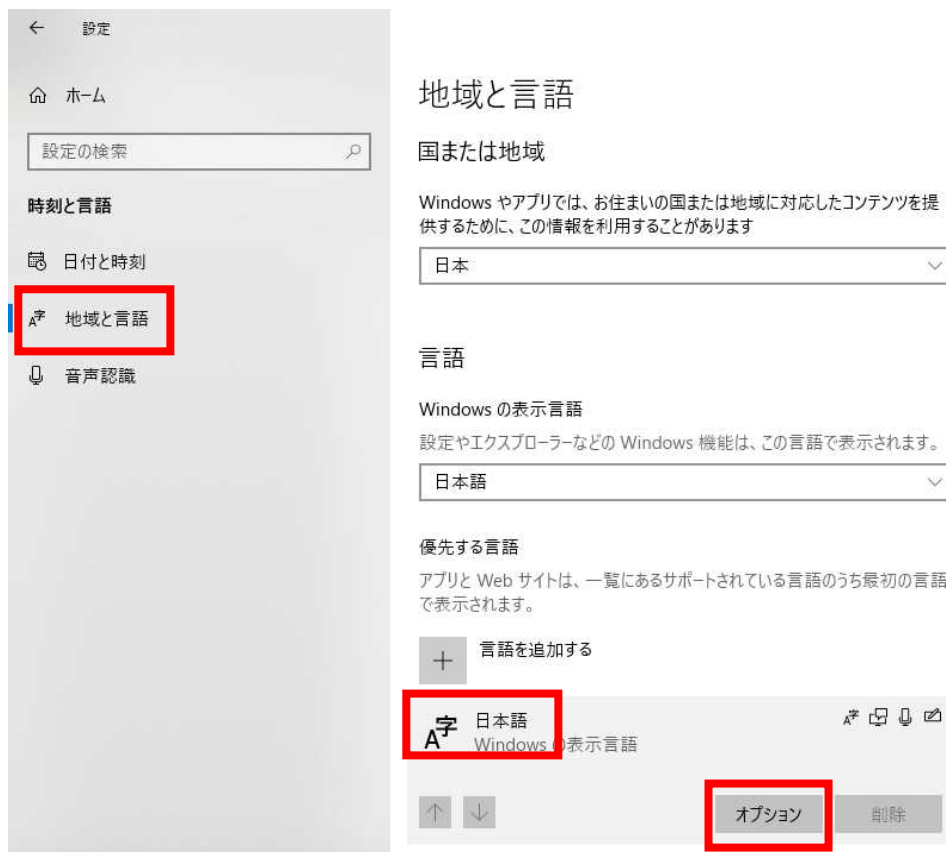 設定
ホーム
設定の検索
時刻と言語
日付と時刻
地域と言語
音声認識
地域と言語
国または地域
Windows やアプリでは、お住まいの国または地域に対応したコンテンツを提
供するために、この情報を利用することがあります
日本
言語
Windows の表示言語
設定やエクスプローラーなどの Windows 機能は、この言語で表示されます。
日本語
優先する言語
アプリと Web サイトは、一覧にあるサポートされている言語のうち最初の言語
で表示されます。
言語を追加する
日本語
Windows の表示言語
オプション
削除